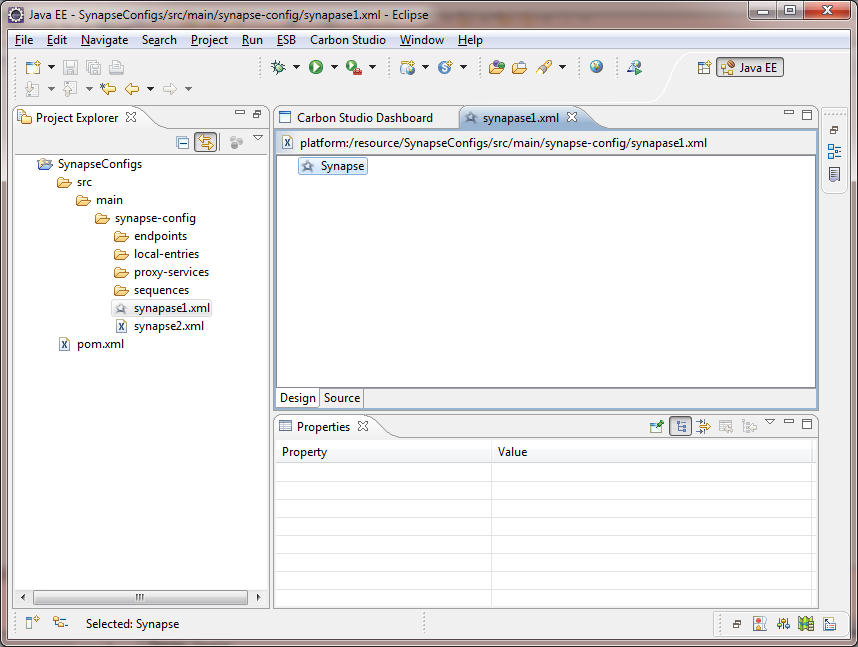 Java EE - SynapseConfigs/src/main/synapse-config/synapase1.xml - Eclipse
File Edit Navigate Search Project Run ESB Carbon Studio Window Help
Java EE
Project Explorer
Carbon Studio Dashboard synapase1.xml
platform:/resource/SynapseConfigs/src/main/synapse-config/synapase1.xml
Synapse
SynapseConfigs
src
main
synapse-config
endpoints
local-entries
proxy-services
sequences
synapase1.xml
synapse2.xml
pom.xml
Design Source
Properties
Property Value
Selected: Synapse